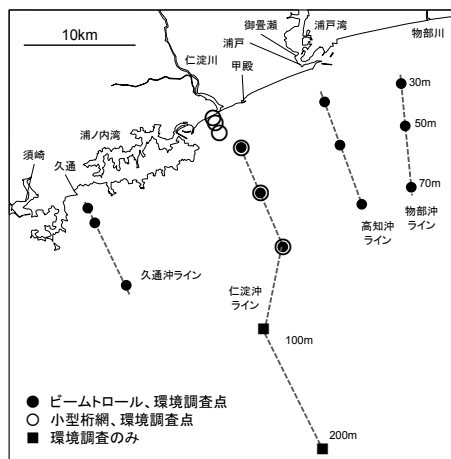 10km
御畳瀬
浦戸湾
物部川
浦戸
仁淀川
甲殿
30m
浦ノ内湾
50m
須崎
久通
70m
高知沖
ライン
物部沖
ライン
久通沖ライン
仁淀沖
ライン
100m
200m
ビームトロール、環境調査点
小型桁網、環境調査点
環境調査のみ